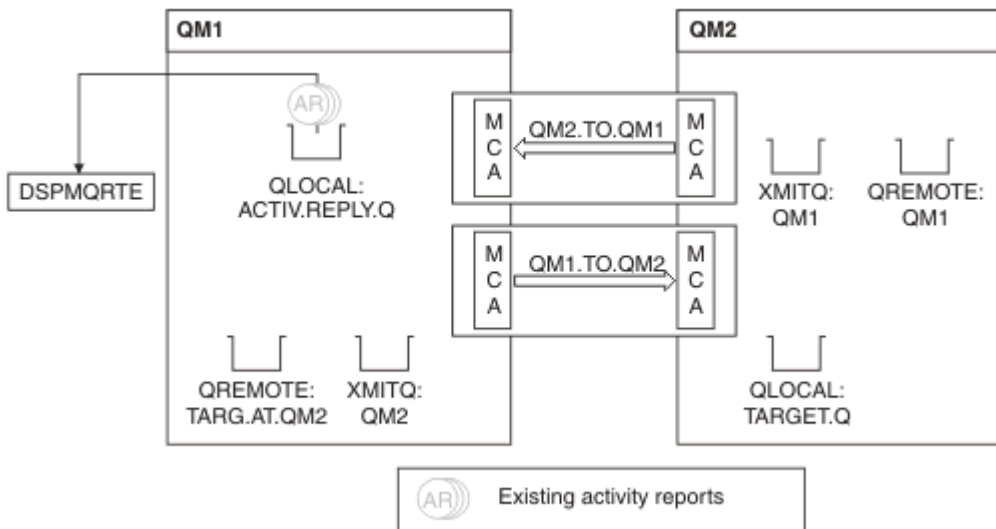 QM1
QM2
AR
M
C
A
QM2.TO.QM1
M
C
A
DSPMQRTE
QLOCAL:
ACTIV.REPLY.Q
XMITQ:
QM1
QREMOTE:
QM1
M
C
A
QM1.TO.QM2
M
C
A
QREMOTE:
TARG.AT.QM2
XMITQ:
QM2
QLOCAL:
TARGET.Q
AR
Existing activity reports